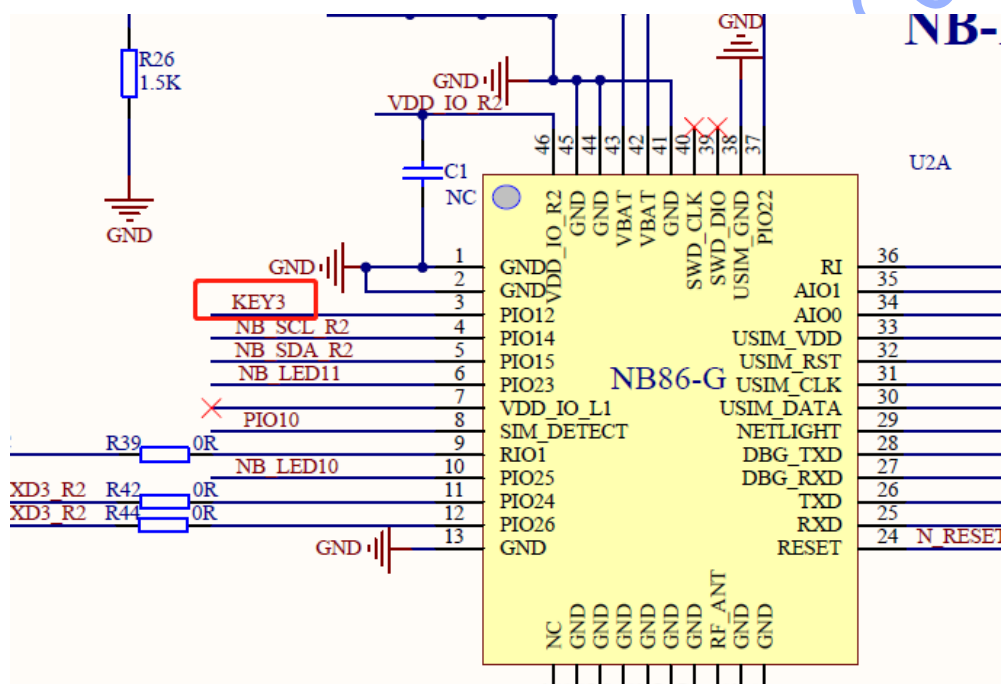 GND
NB-
R26
1.5K
GND
VDD_IO_R2
46
45
44
43
42
41
40
39
38
37
U2A
C1
NC
GND
VDD_IO_R2
GND
GND
VBAT
VBAT
GND
SWD_CLK
SWD_DIO
USIM_GND
PIO22
GND
1
GND
RI
36
2
GND
AIO1
35
KEY3
3
PIO12
AIO0
34
NB_SCL_R2
4
PIO14
USIM_VDD
33
NB_SDA_R2
5
PIO15
USIM_RST
32
NB_LED11
6
PIO23
NB86-G
USIM_CLK
31
7
VDD_IO_L1
USIM_DATA
30
PIO10
8
SIM_DETECT
NETLIGHT
29
R39
0R
9
RIO1
DBG_TXD
28
NB_LED10
10
PIO25
DBG_RXD
27
XD3_R2
R42
0R
11
PIO24
TXD
26
XD3_R2
R44
0R
12
PIO26
RXD
25
GND
13
GND
RESET
24
N_RESET
NC
GND
GND
GND
GND
GND
GND
RF_ANT
GND
GND